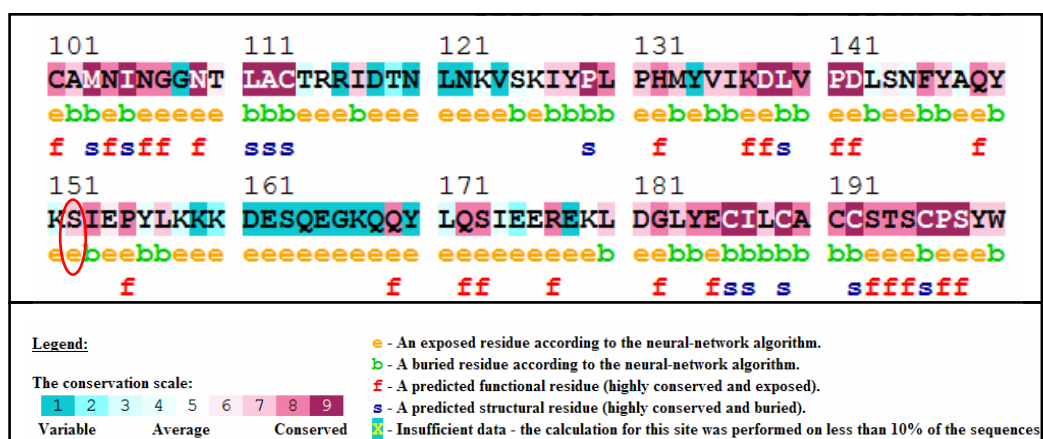 101 111 121 131 141
CAMNINGGNT LACTRRIDTN LNKVSKIYPL PHMYVIKDLV PDLSNFYAQY
ebbebeeeee bbbeeebeee eeeebebbbb eebebbeebb eebeebbeeb
f sfsff f sss s f ffs ff f
151 161 171 181 191
KSIEPYLKKK DESQEGKQQY LQSIEEREKL DGLYECILCA CCSTSCPSYW
eebeebbeee eeeeeeeeee eeeeeeeeeb eebbebbbbb bbeeebeeeb
f f ff f f fss s sfffsff
Legend:
The conservation scale:
1 2 3 4 5 6 7 8 9
Variable Average Conserved
e - An exposed residue according to the neural-network algorithm.
b - A buried residue according to the neural-network algorithm.
f - A predicted functional residue (highly conserved and exposed).
s - A predicted structural residue (highly conserved and buried).
X - Insufficient data - the calculation for this site was performed on less than 10% of the sequences